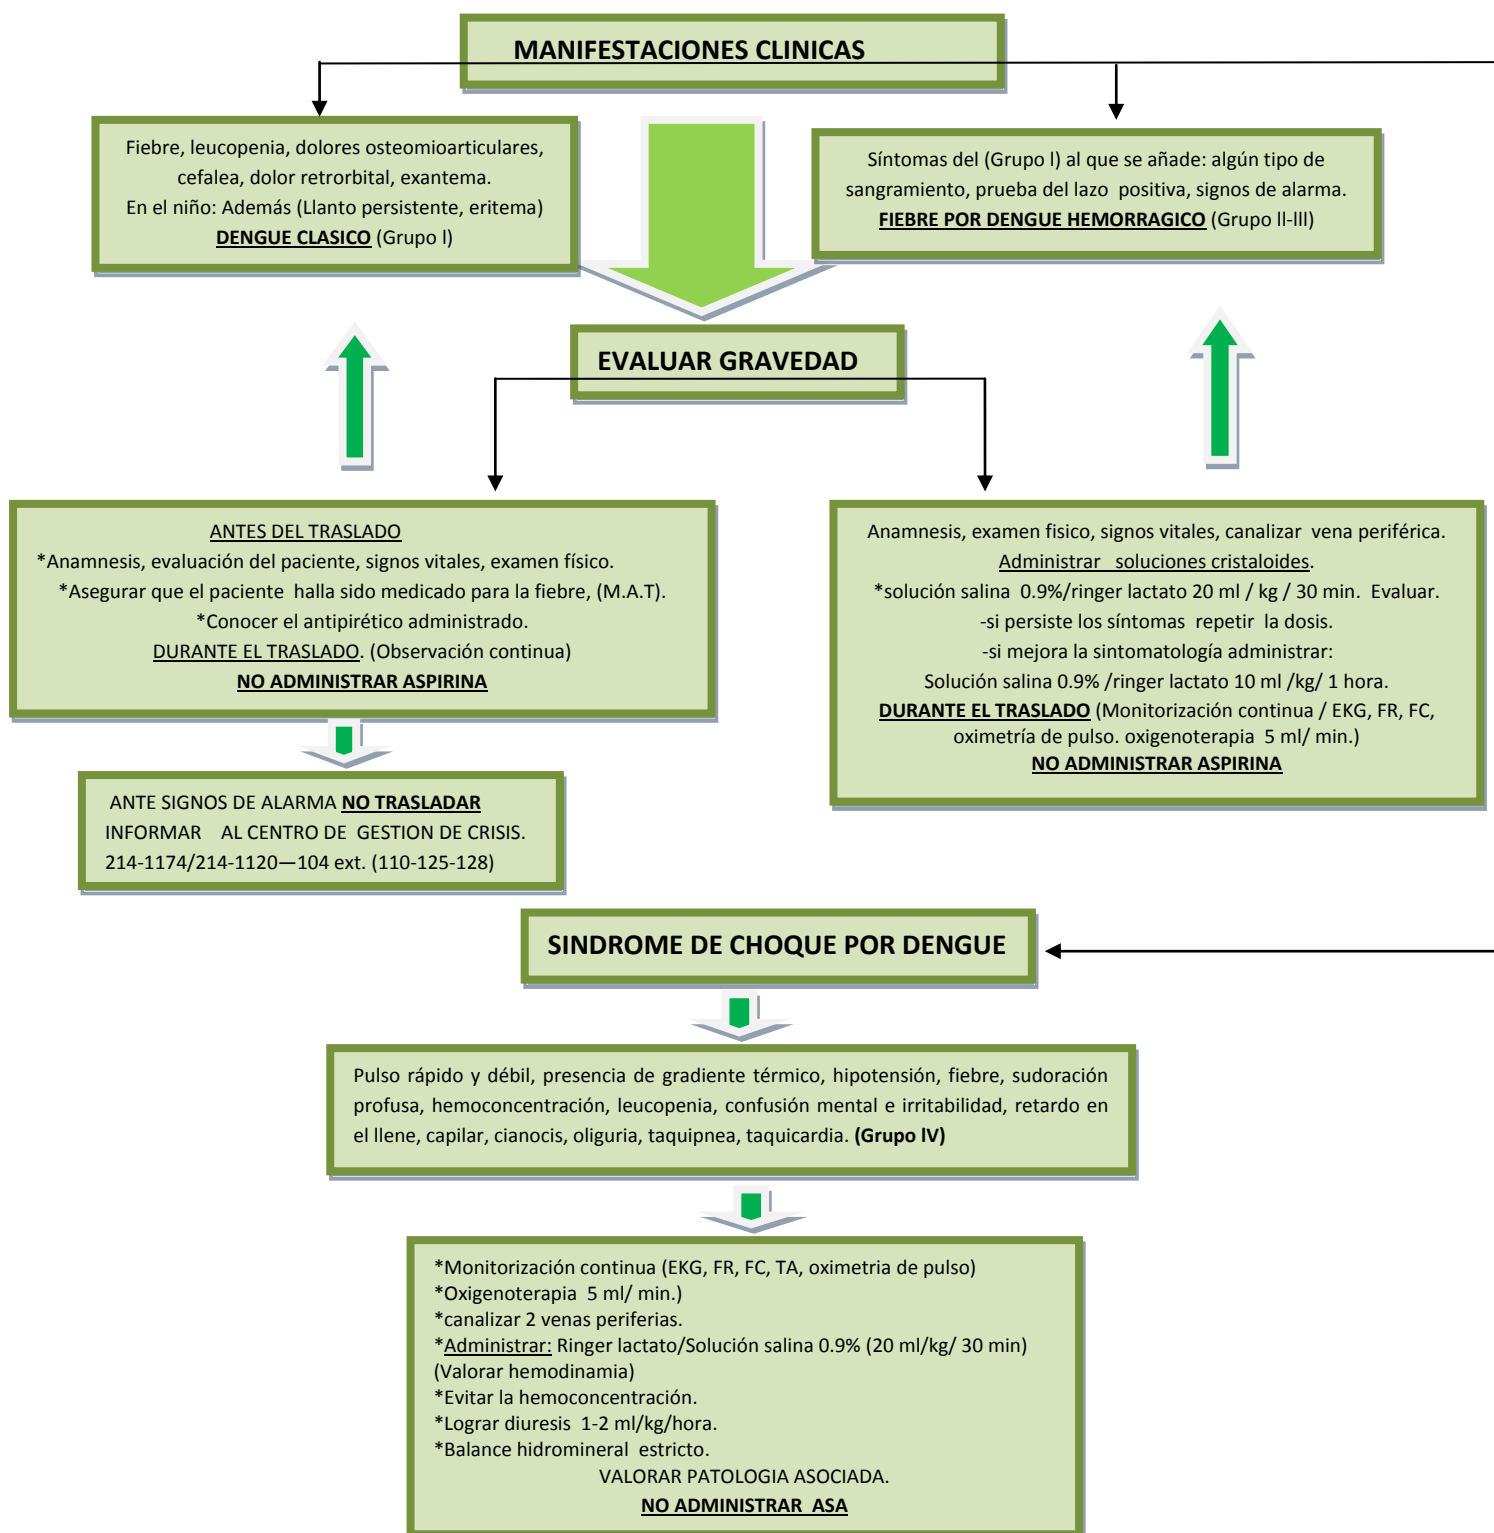 MANIFESTACIONES CLINICAS
Fiebre, leucopenia, dolores osteomioarticulares,
cefalea, dolor retrorbital, exantema.
En el niño: Además (Llanto persistente, eritema)
DENGUE CLASICO (Grupo l)
Síntomas del (Grupo l) al que se añade: algún tipo de
sangramiento, prueba del lazo positiva, signos de alarma.
FIEBRE POR DENGUE HEMORRAGICO (Grupo ll-lll)
EVALUAR GRAVEDAD
ANTES DEL TRASLADO
*Anamnesis, evaluación del paciente, signos vitales, examen físico.
*Asegurar que el paciente halla sido medicado para la fiebre, (M.A.T).
*Conocer el antipirético administrado.
DURANTE EL TRASLADO. (Observación continua)
NO ADMINISTRAR ASPIRINA
Anamnesis, examen fisico, signos vitales, canalizar vena periférica.
Administrar soluciones cristaloides.
*solución salina 0.9%/ringer lactato 20 ml / kg / 30 min. Evaluar.
-si persiste los síntomas repetir la dosis.
-si mejora la sintomatología administrar:
Solución salina 0.9% /ringer lactato 10 ml /kg/ 1 hora.
DURANTE EL TRASLADO (Monitorización continua / EKG, FR, FC,
oximetría de pulso. oxigenoterapia 5 ml/ min.)
NO ADMINISTRAR ASPIRINA
ANTE SIGNOS DE ALARMA NO TRASLADAR
INFORMAR AL CENTRO DE GESTION DE CRISIS.
214-1174/214-1120—104 ext. (110-125-128)
SINDROME DE CHOQUE POR DENGUE
Pulso rápido y débil, presencia de gradiente térmico, hipotensión, fiebre, sudoración
profusa, hemoconcentración, leucopenia, confusión mental e irritabilidad, retardo en
el llene, capilar, cianocis, oliguria, taquipnea, taquicardia. (Grupo lV)
*Monitorización continua (EKG, FR, FC, TA, oximetria de pulso)
*Oxigenoterapia 5 ml/ min.)
*canalizar 2 venas periferias.
*Administrar: Ringer lactato/Solución salina 0.9% (20 ml/kg/ 30 min)
(Valorar hemodinamia)
*Evitar la hemoconcentración.
*Lograr diuresis 1-2 ml/kg/hora.
*Balance hidromineral estricto.
VALORAR PATOLOGIA ASOCIADA.
NO ADMINISTRAR ASA